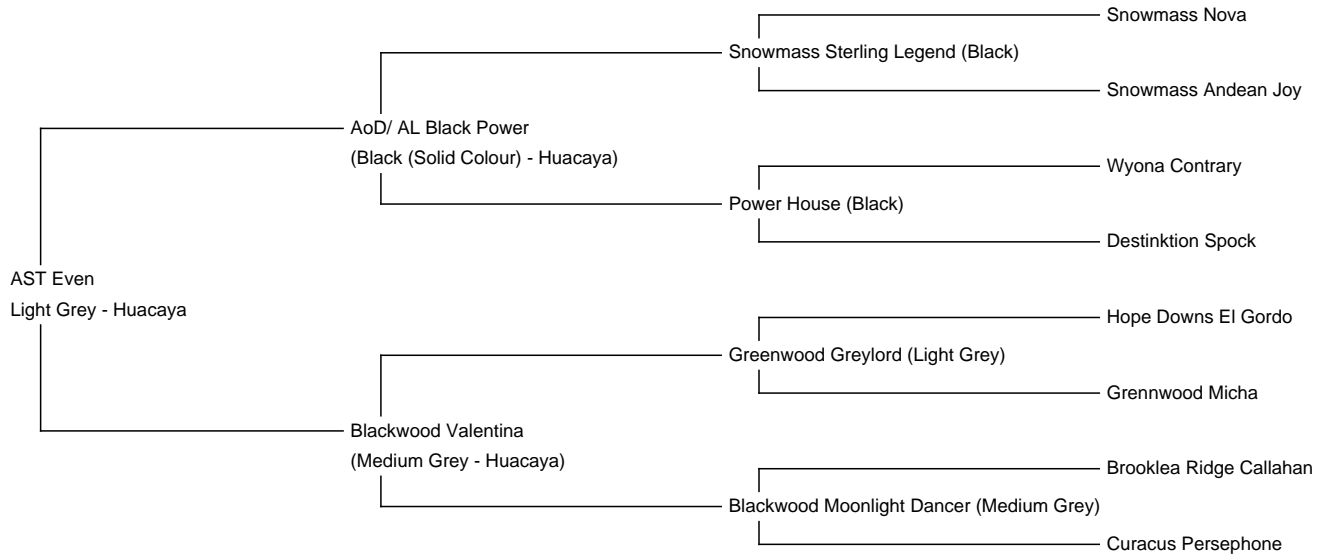 Snowmass Nova
Snowmass Sterling Legend (Black)
Snowmass Andean Joy
AoD/ AL Black Power
(Black (Solid Colour) - Huacaya)
Wyona Contrary
Power House (Black)
Destinktion Spock
AST Even
Light Grey - Huacaya
Hope Downs El Gordo
Greenwood Greylord (Light Grey)
Grennwood Micha
Blackwood Valentina
(Medium Grey - Huacaya)
Brooklea Ridge Callahan
Blackwood Moonlight Dancer (Medium Grey)
Curacus Persephone